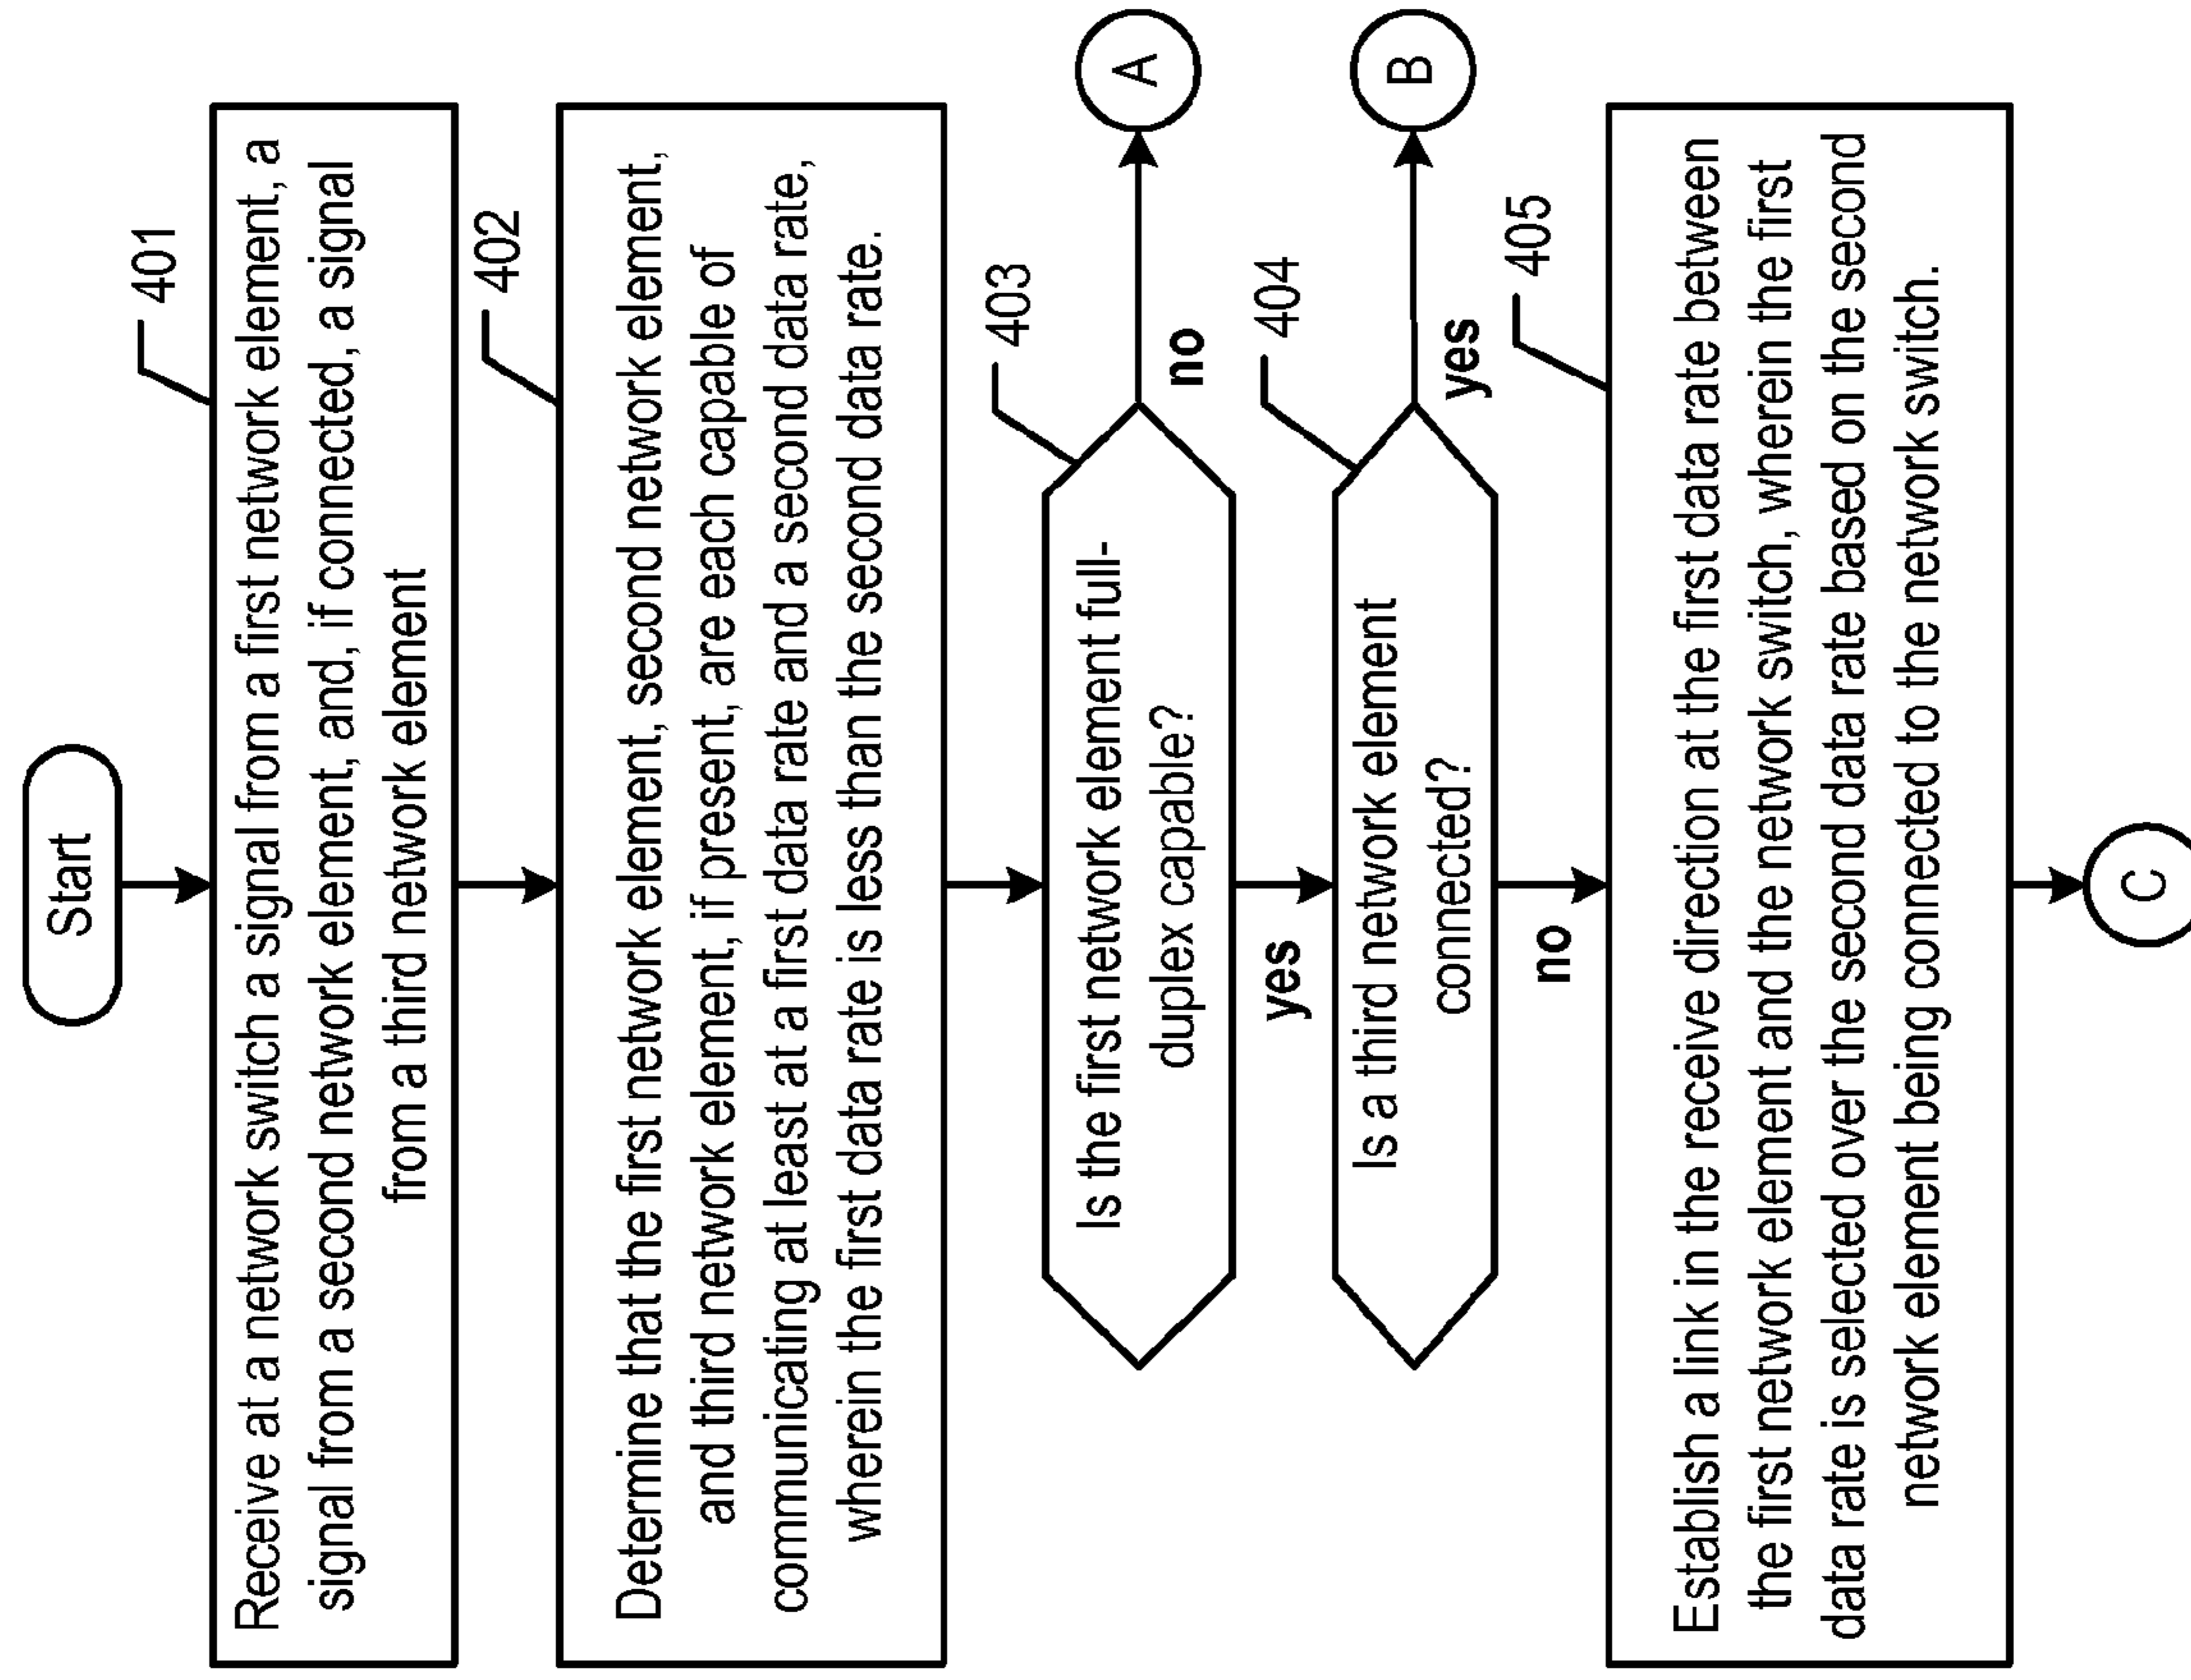 Start
401
Receive at a network switch a signal from a first network element, a
signal from a second network element, and, if connected, a signal
from a third network element
402
Determine that the first network element, second network element,
and third network element, if present, are each capable of
communicating at least at a first data rate and a second data rate,
wherein the first data rate is less than the second data rate.
403
Is the first network element full-
duplex capable?
no
A
yes
404
Is a third network element
connected?
yes
B
no
405
Establish a link in the receive direction at the first data rate between
the first network element and the network switch, wherein the first
data rate is selected over the second data rate based on the second
network element being connected to the network switch.
C